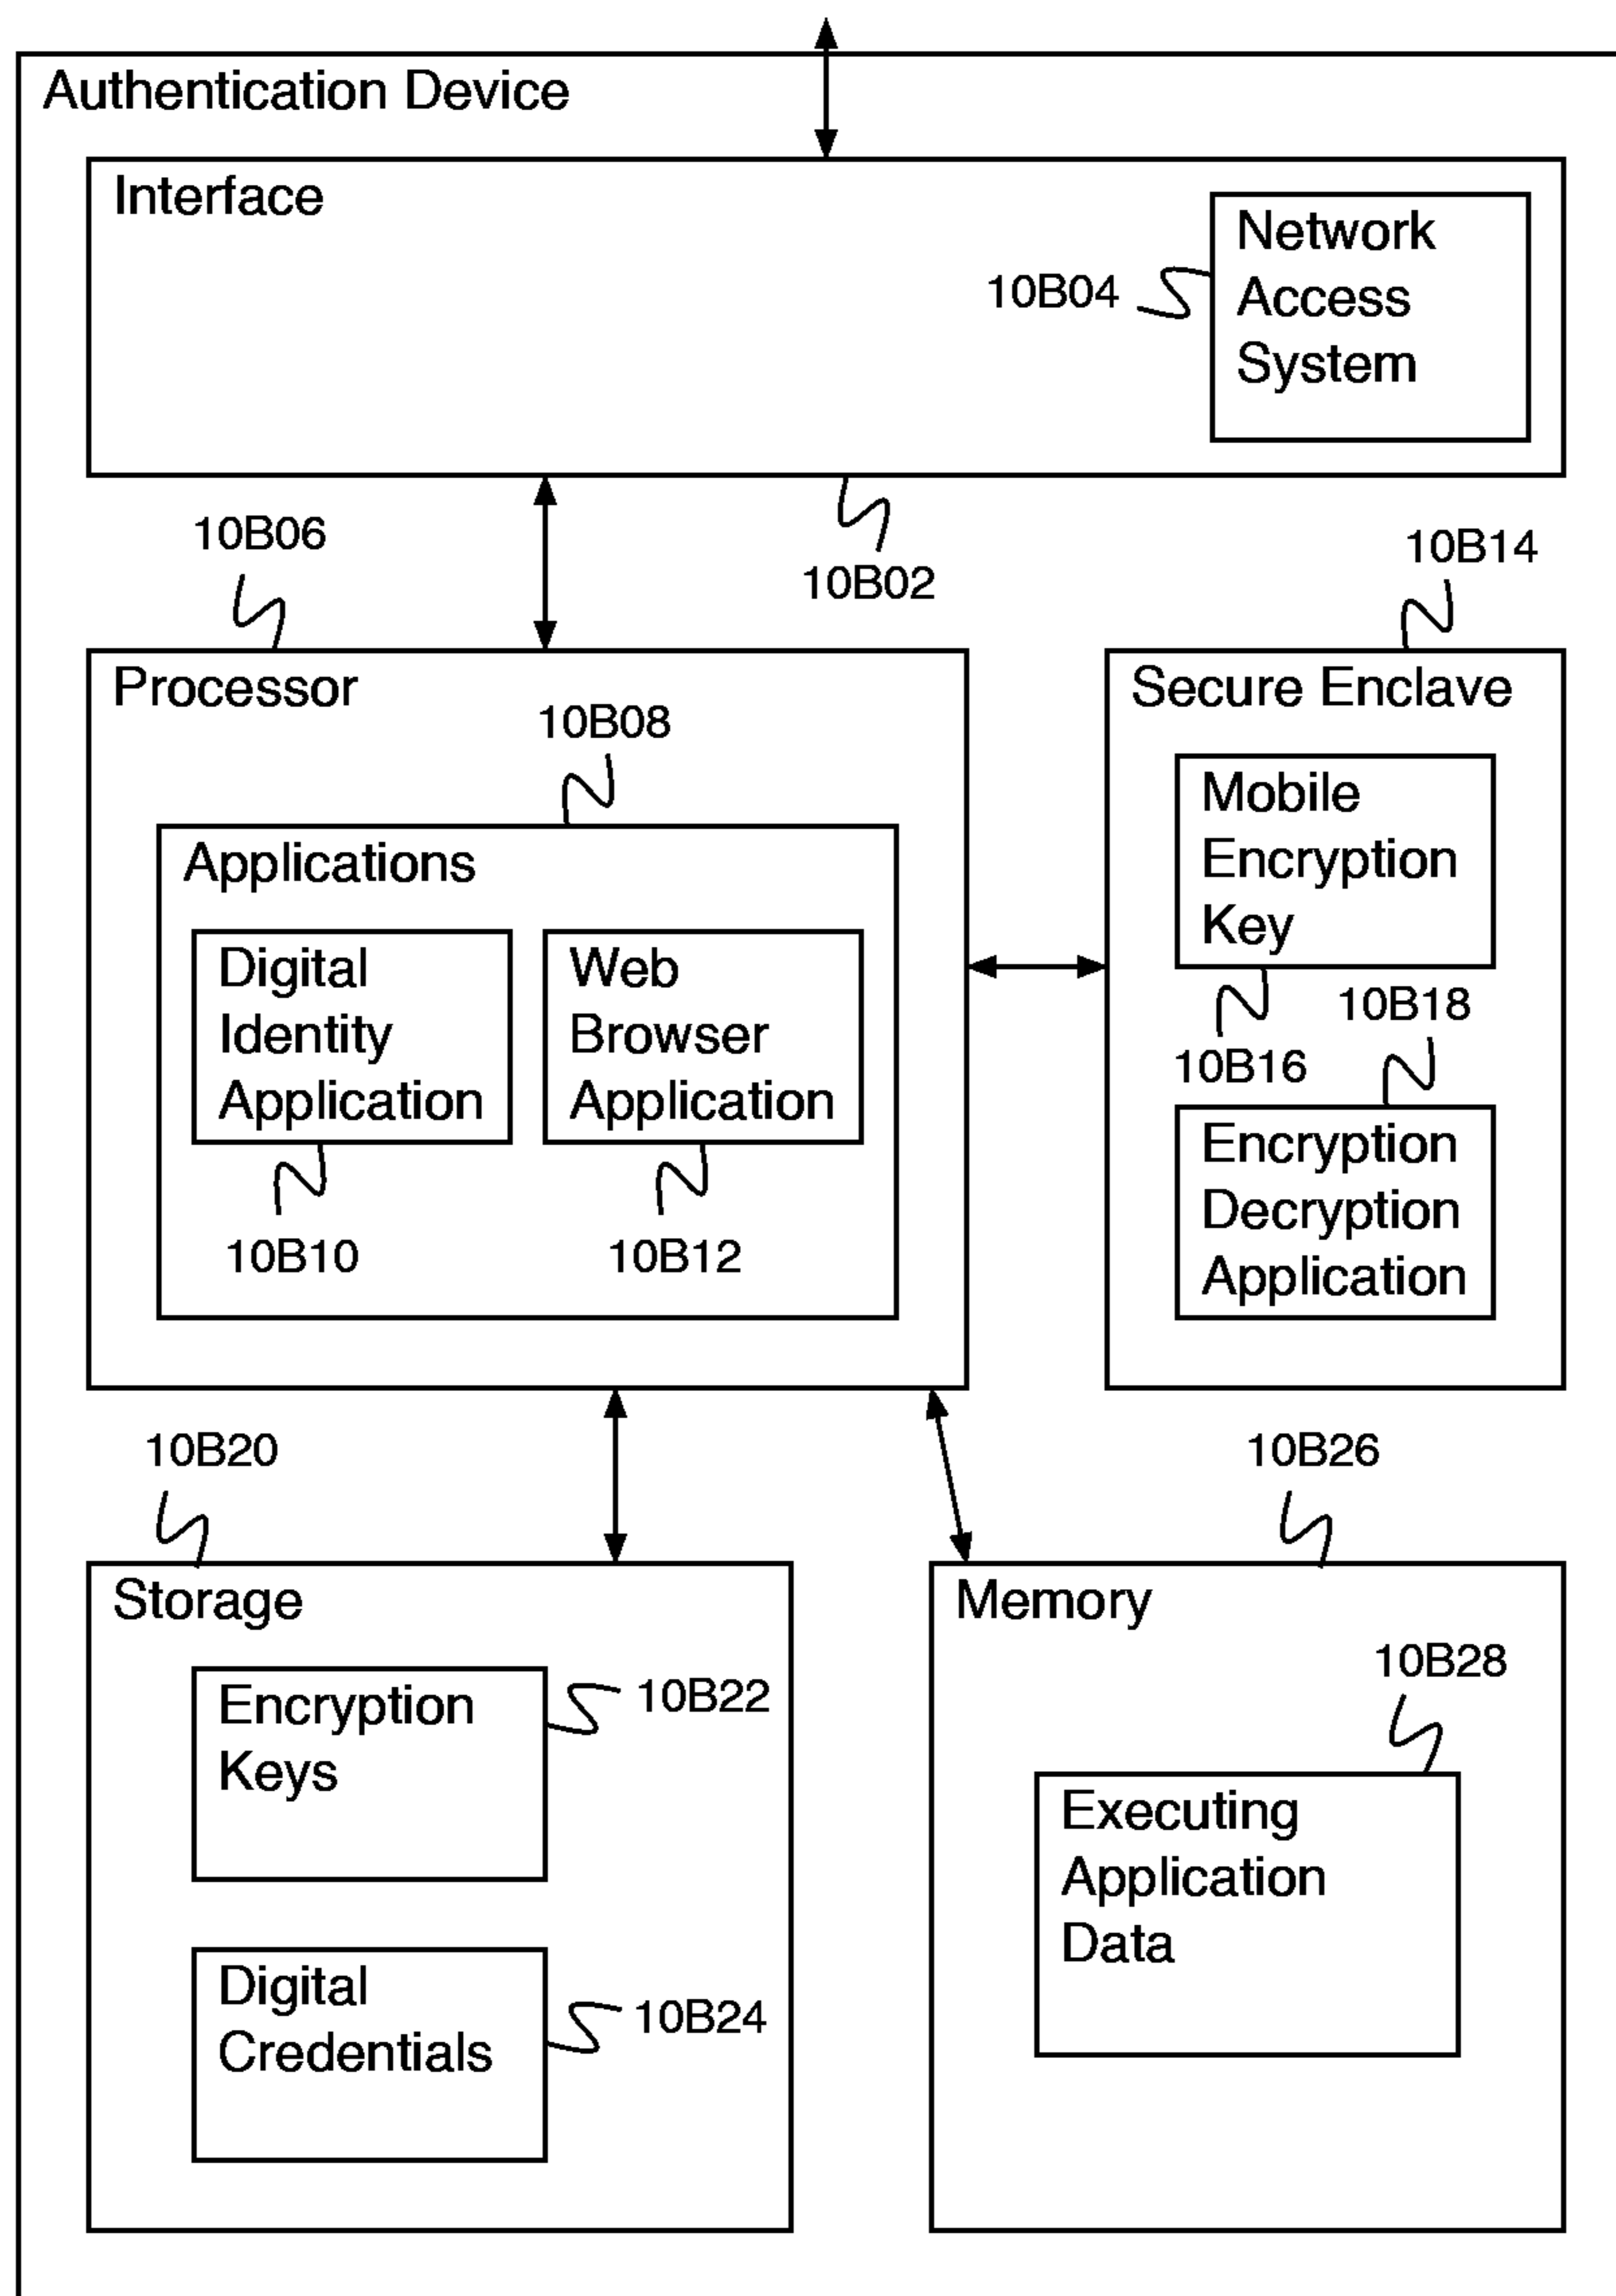 Authentication Device
Interface
Network
Access
System
10B04
10B02
10B06
10B14
Processor
10B08
Applications
Digital
Identity
Application
Web
Browser
Application
10B10
10B12
Secure Enclave
Mobile
Encryption
Key
10B16
10B18
Encryption
Decryption
Application
10B20
10B26
Storage
Encryption
Keys
10B22
Digital
Credentials
10B24
Memory
10B28
Executing
Application
Data